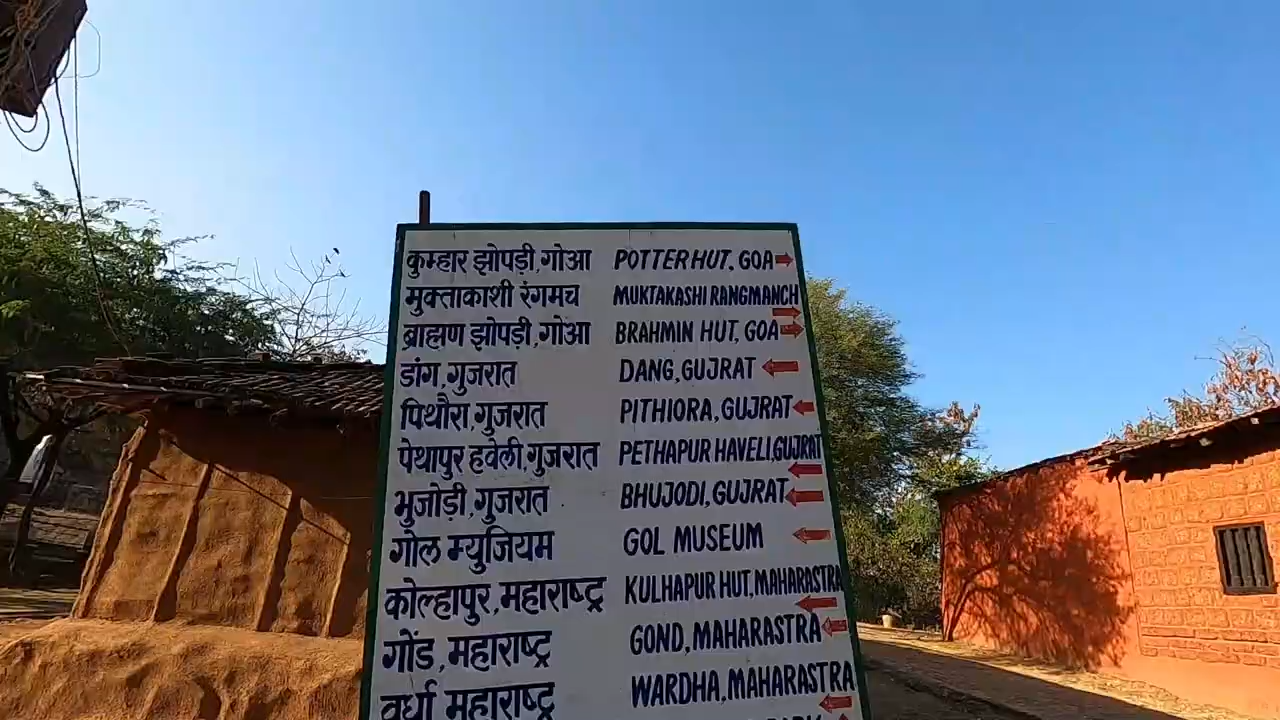 कुम्हार झोपड़ी,गोआ POTTER HUT, GOA
मुक्ताकाशी रंगमच MUKTAKASHI RANGMANCH
ब्राह्मण झोपड़ी,गोआ BRAHMIN HUT, GOA
डांग,गुजरात DANG,GUJRAT
पिथौरा,गुजरात PITHIORA, GUJRAT
पेथापुर हवेली,गुजरात PETHAPUR HAVELI,GUJRAT
भुजोड़ी,गुजरात BHUJODI, GUJRAT
गोल म्युजियम GOL MUSEUM
कोल्हापुर,महाराष्ट्र KULHAPUR HUT, MAHARASTRA
गोंड,महाराष्ट्र GOND, MAHARASTRA
वर्धा महाराष्ट्र WARDHA, MAHARASTRA